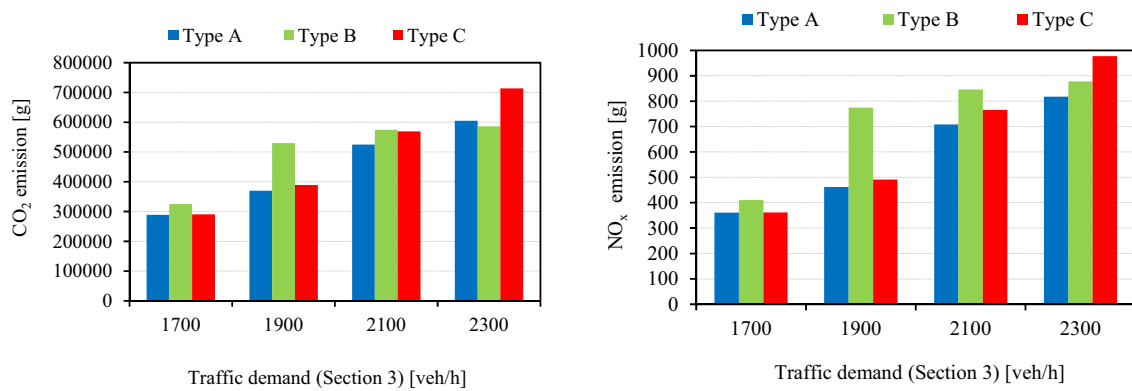 Type A Type B Type C
800000
700000
600000
500000
400000
300000
200000
100000
0
CO₂ emission [g]
1700 1900 2100 2300
Traffic demand (Section 3) [veh/h]
Type A Type B Type C
1000
900
800
700
600
500
400
300
200
100
0
NOₓ emission [g]
1700 1900 2100 2300
Traffic demand (Section 3) [veh/h]